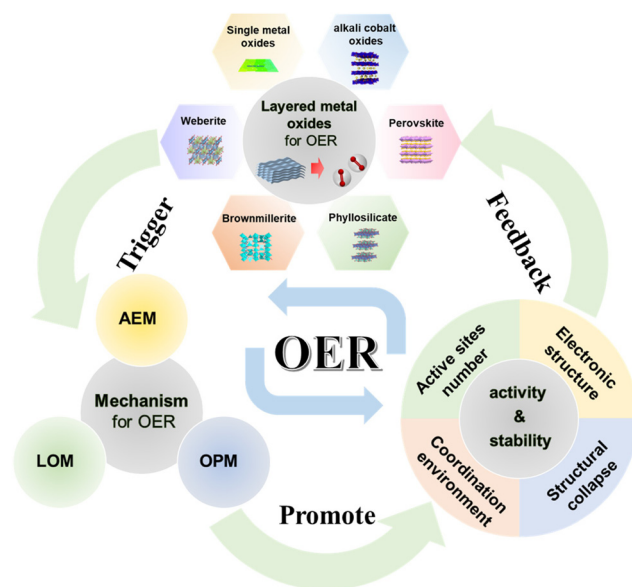 Single metal
oxides
alkali cobalt
oxides
Weberite
Layered metal
oxides
for OER
Perovskite
Brownmillerite
Phyllosilicate
Trigger
Feedback
AEM
Mechanism
for OER
LOM
OPM
OER
Active sites
number
Electronic
structure
activity
&
stability
Coordination
environment
Structural
collapse
Promote